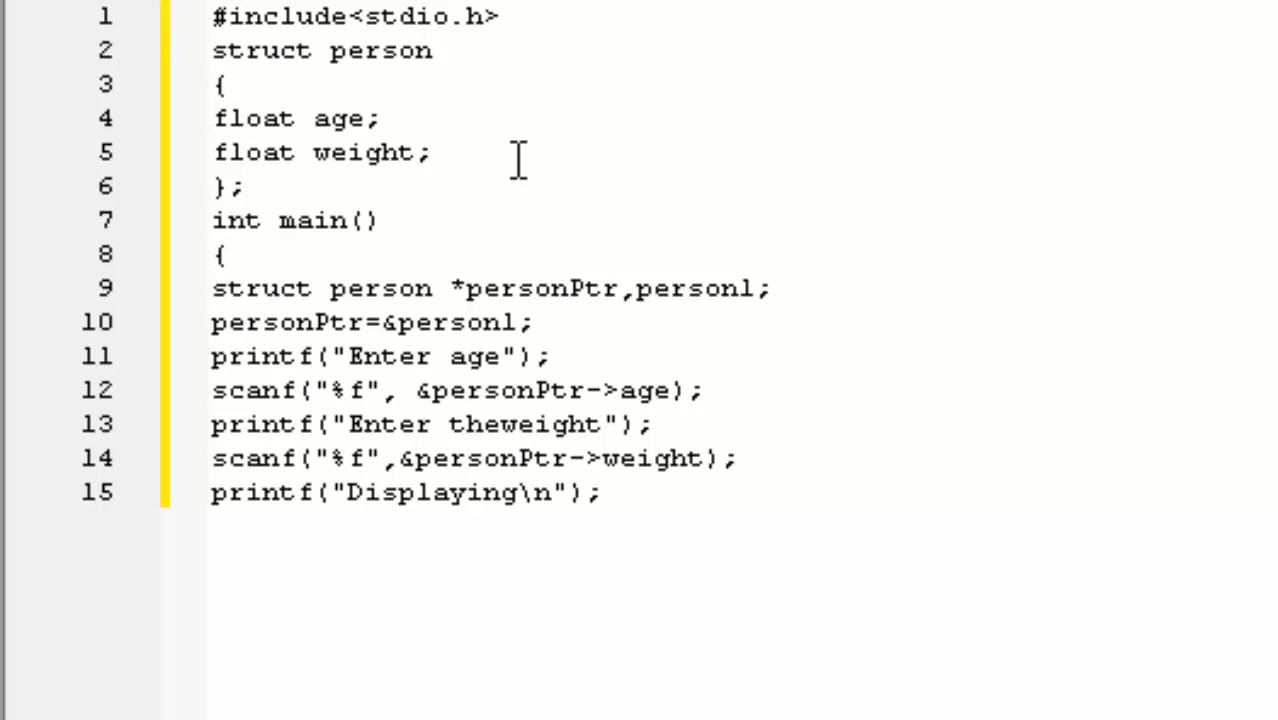 1 #include<stdio.h>
2 struct person
3 {
4 float age;
5 float weight;
6 };
7 int main()
8 {
9 struct person *personPtr,person1;
10 personPtr=&person1;
11 printf("Enter age");
12 scanf("%f", &personPtr->age);
13 printf("Enter theweight");
14 scanf("%f",&personPtr->weight);
15 printf("Displaying\n");